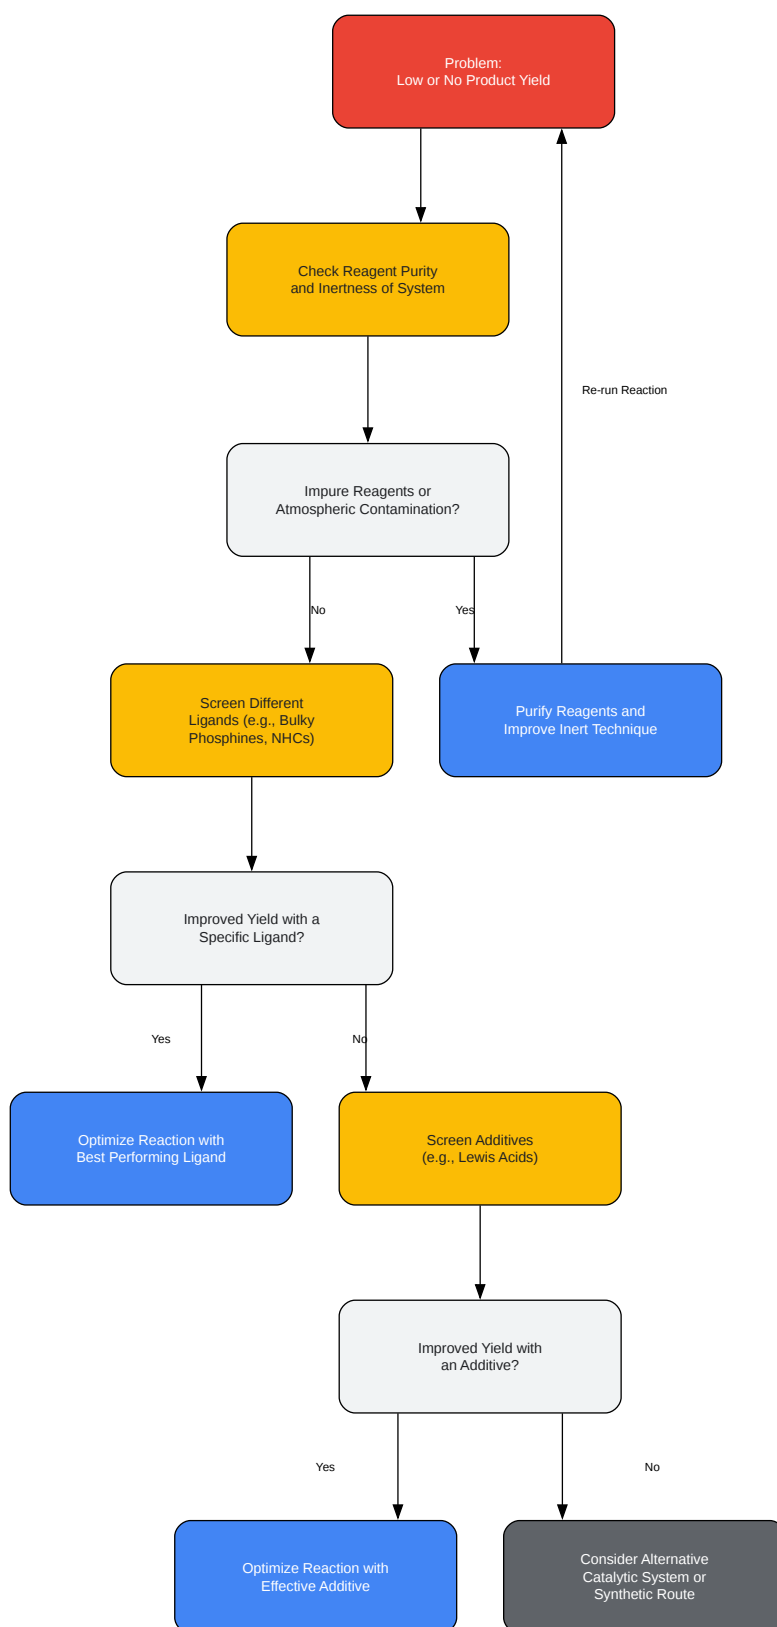 Problem:
Low or No Product Yield
Check Reagent Purity
and Inertness of System
Re-run Reaction
Impure Reagents or
Atmospheric Contamination?
No
Yes
Screen Different
Ligands (e.g., Bulky
Phosphines, NHCs)
Purify Reagents and
Improve Inert Technique
Improved Yield with a
Specific Ligand?
Yes
No
Optimize Reaction with
Best Performing Ligand
Screen Additives
(e.g., Lewis Acids)
Improved Yield with
an Additive?
Yes
No
Optimize Reaction with
Effective Additive
Consider Alternative
Catalytic System or
Synthetic Route